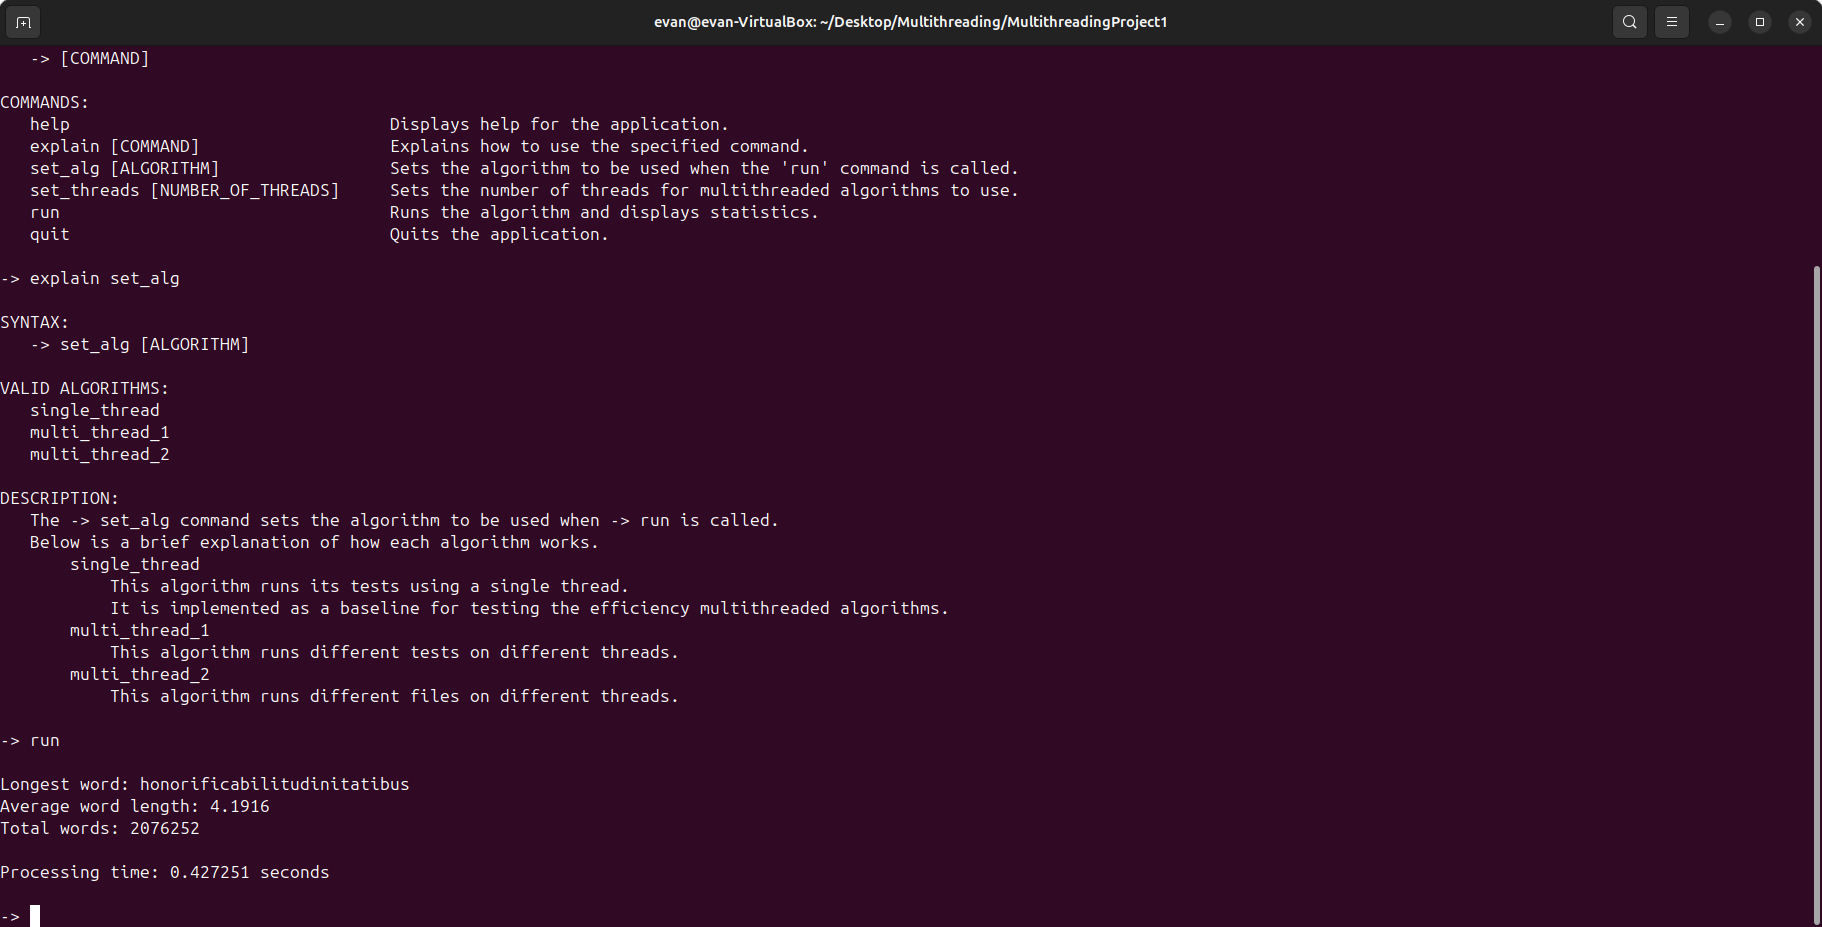 evan@evan-VirtualBox: ~/Desktop/Multithreading/MultithreadingProject1
-> [COMMAND]
COMMANDS:
help Displays help for the application.
explain [COMMAND] Explains how to use the specified command.
set_alg [ALGORITHM] Sets the algorithm to be used when the 'run' command is called.
set_threads [NUMBER_OF_THREADS] Sets the number of threads for multithreaded algorithms to use.
run Runs the algorithm and displays statistics.
quit Quits the application.
-> explain set_alg
SYNTAX:
-> set_alg [ALGORITHM]
VALID ALGORITHMS:
single_thread
multi_thread_1
multi_thread_2
DESCRIPTION:
The -> set_alg command sets the algorithm to be used when -> run is called.
Below is a brief explanation of how each algorithm works.
single_thread
This algorithm runs its tests using a single thread.
It is implemented as a baseline for testing the efficiency multithreaded algorithms.
multi_thread_1
This algorithm runs different tests on different threads.
multi_thread_2
This algorithm runs different files on different threads.
-> run
Longest word: honorificabilitudinitatibus
Average word length: 4.1916
Total words: 2076252
Processing time: 0.427251 seconds
->